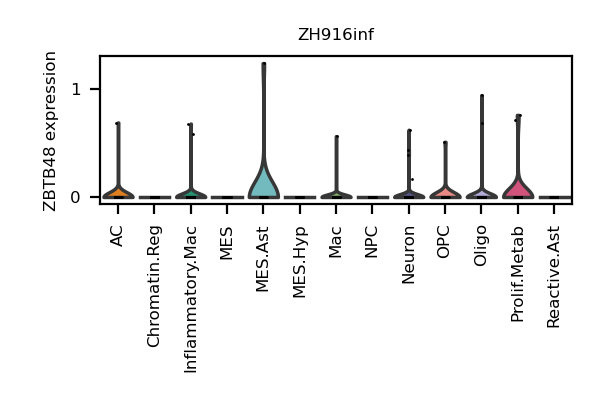 ZH916inf
ZBTB48 expression
1
0
AC
Chromatin.Reg
Inflammatory.Mac
MES
MES.Ast
MES.Hyp
Mac
NPC
Neuron
OPC
Oligo
Prolif.Metab
Reactive.Ast